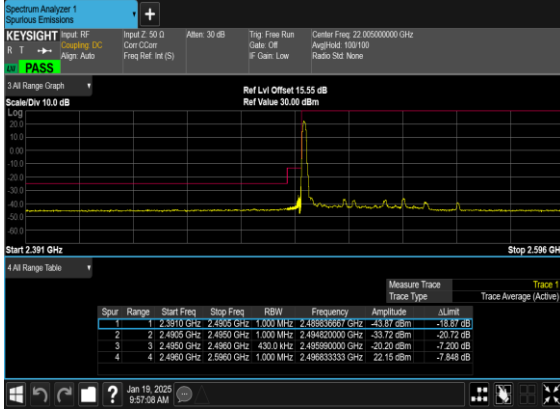 Spectrum Analyzer 1
Spurious Emissions
KEYSIGHT Input: RF Input Z: 50 Ω Atten: 30 dB Trig: Free Run Center Freq: 22.005000000 GHz
R T Coupling: DC Corr CCorr Gate: Off Avg|Hold: 100/100
Align: Auto Freq Ref: Int (S) IF Gain: Low Radio Std: None
PASS
3 All Range Graph
Ref Lvl Offset 15.55 dB
Scale/Div 10.0 dB Ref Value 30.00 dBm
Log
20.0
10.0
0.00
-10.0
-20.0
-30.0
-40.0
-50.0
-60.0
Start 2.391 GHz Stop 2.596 GH
4 All Range Table
Measure Trace Trace 1
Trace Type Trace Average (Active)
Spur Range Start Freq Stop Freq RBW Frequency Amplitude ΔLimit
1 1 2.3910 GHz 2.4905 GHz 1.000 MHz 2.489836667 GHz -43.87 dBm -18.87 dB
2 2 2.4905 GHz 2.4950 GHz 1.000 MHz 2.494820000 GHz -33.72 dBm -20.72 dB
3 3 2.4950 GHz 2.4960 GHz 430.0 kHz 2.495990000 GHz -20.20 dBm -7.200 dB
4 4 2.4960 GHz 2.5960 GHz 1.000 MHz 2.496833333 GHz 22.15 dBm -7.848 dB
Jan 19, 2025
9:57:08 AM